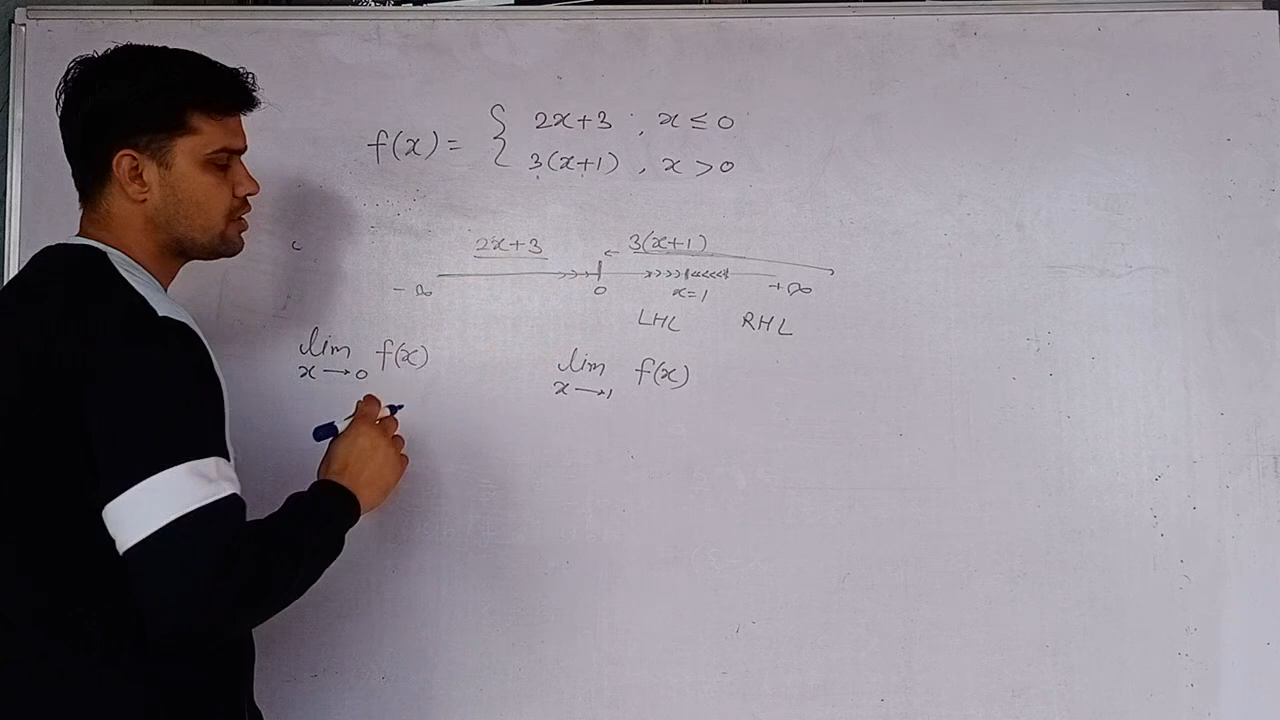 f(x) = { 2x+3 , x ≤ 0
3(x+1) , x > 0
2x+3 3(x+1)
-∞ 0 x=1 +∞
LHL RHL
lim x→0 f(x) lim x→1 f(x)